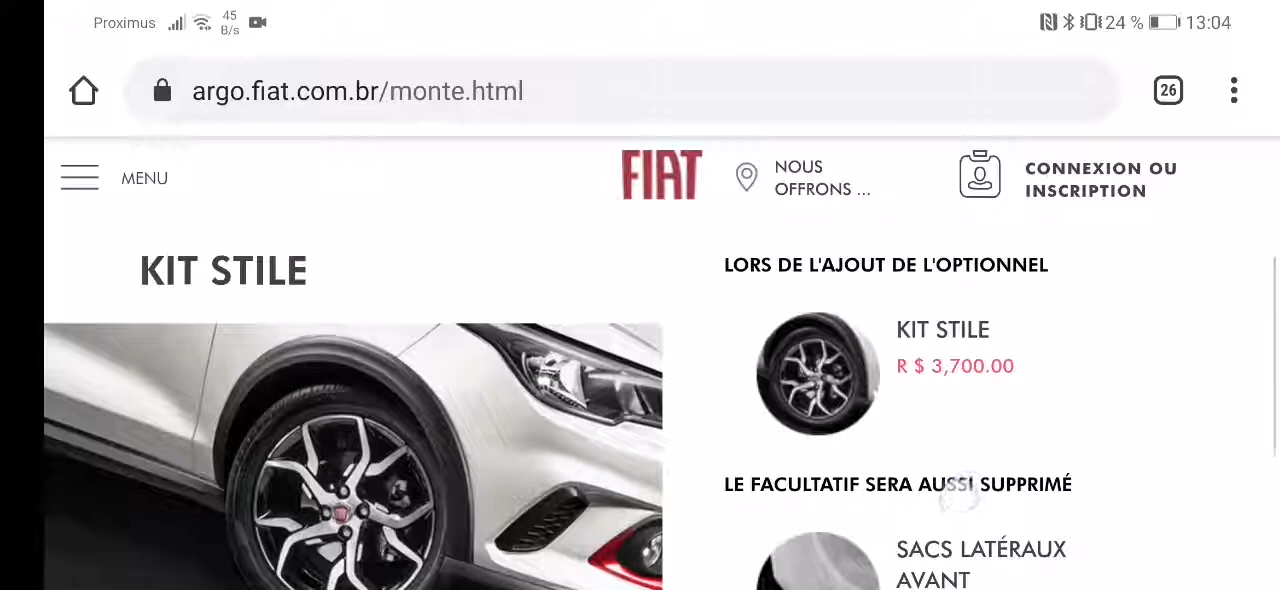 Proximus 45 B/s 24 % 13:04
argo.fiat.com.br/monte.html 26
MENU
FIAT
NOUS
OFFRONS ...
CONNEXION OU
INSCRIPTION
KIT STILE
LORS DE L'AJOUT DE L'OPTIONNEL
KIT STILE
R $ 3,700.00
LE FACULTATIF SERA AUSSI SUPPRIMÉ
SACS LATÉRAUX
AVANT